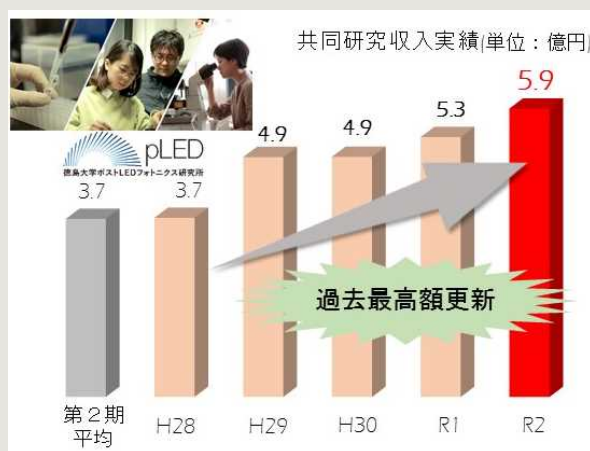 共同研究収入実績(単位：億円)
5.9
5.3
4.9
4.9
pLED
徳島大学ポストLEDフォトニクス研究所
3.7
3.7
過去最高額更新
第２期
平均
H28
H29
H30
R1
R2